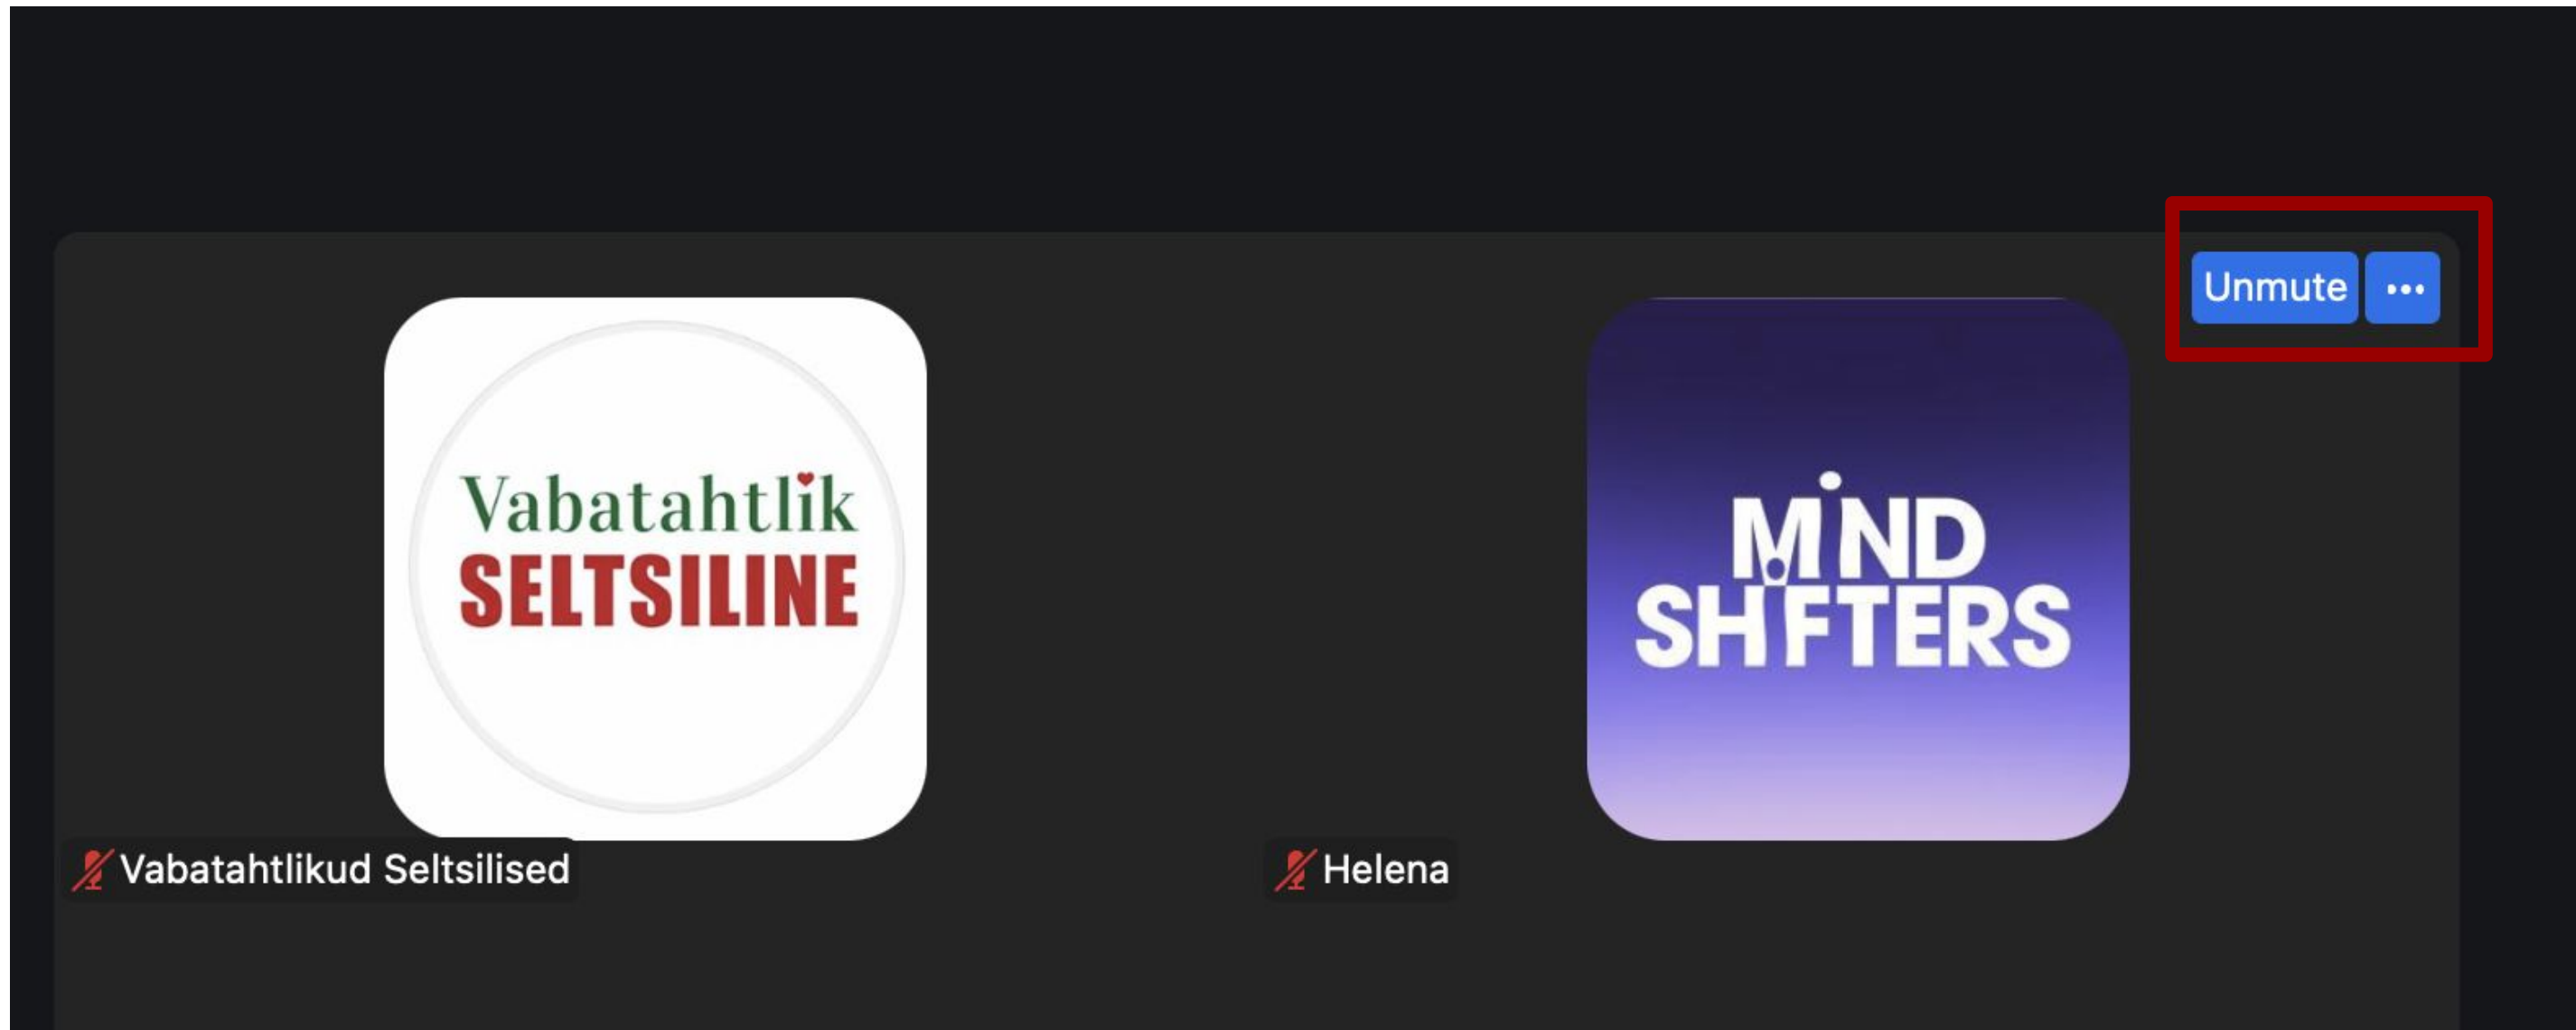 Unmute ...
Vabatahtlik
SELTSILINE
MIND
SHIFTERS
Vabatahtlikud Seltsilised
Helena